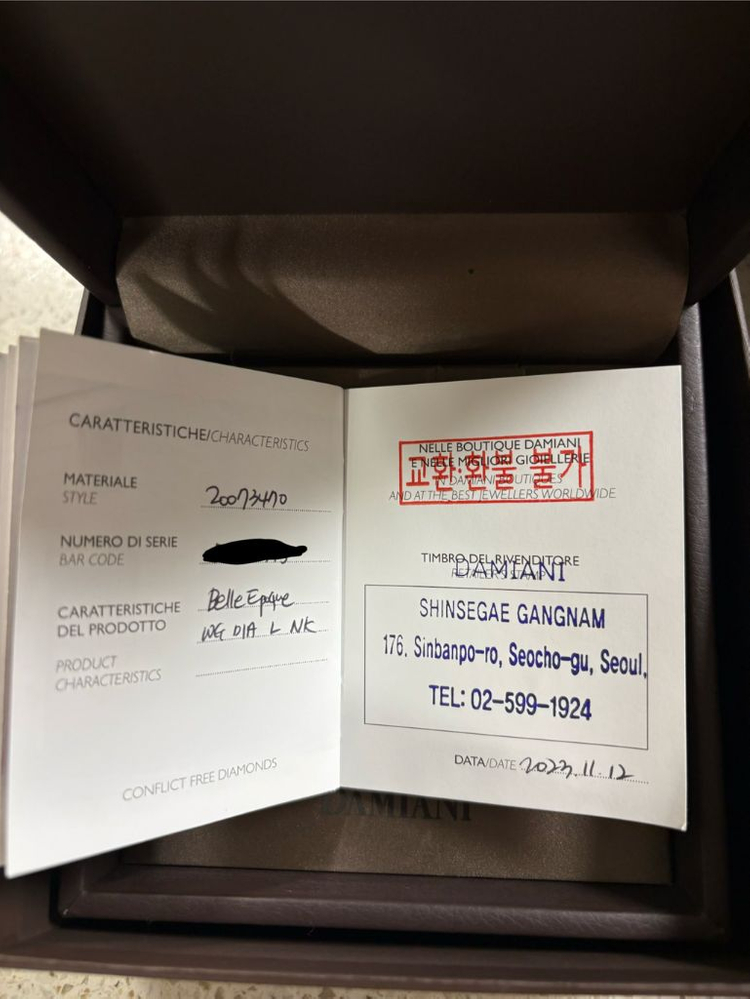 CARATTERISTICHE/CHARACTERISTICS
MATERIALE
STYLE
20073470
NUMERO DI SERIE
BAR CODE
CARATTERISTICHE
DEL PRODOTTO
Belle Epoque
WG DIA L NK
PRODUCT
CHARACTERISTICS
CONFLICT FREE DIAMONDS
NELLE BOUTIQUE DAMIANI
E NELLE MIGLIORI GIOIELLERIE
교환·환불 불가
IN DAMIANI BOUTIQUES
AND AT THE BEST JEWELLERS WORLDWIDE
TIMBRO DEL RIVENDITORE
DAMIANI
SHINSEGAE GANGNAM
176, Sinbanpo-ro, Seocho-gu, Seoul,
TEL: 02-599-1924
DATA/DATE 2023.11.12
DAMIANI